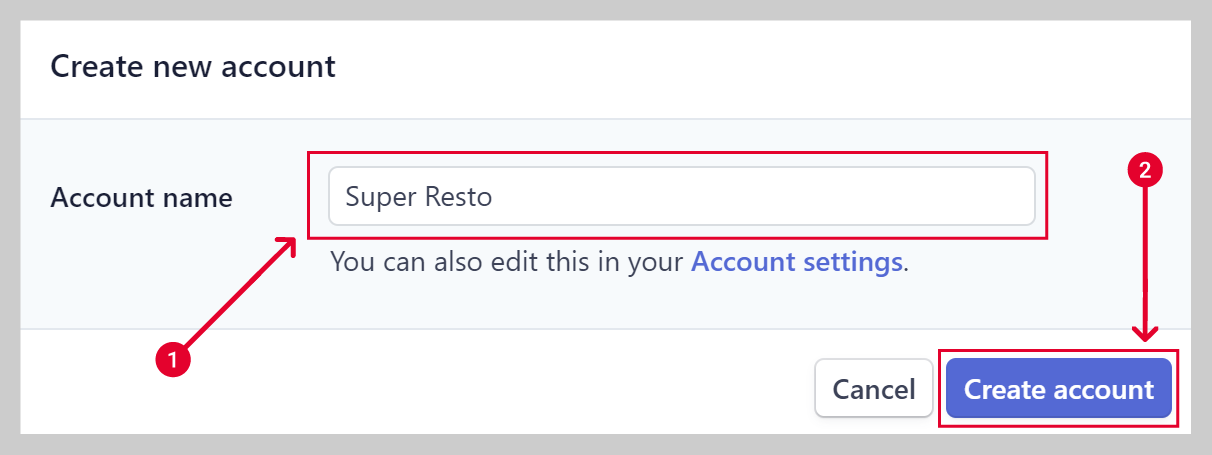 Create new account
Account name
Super Resto
You can also edit this in your Account settings.
1
2
Cancel
Create account